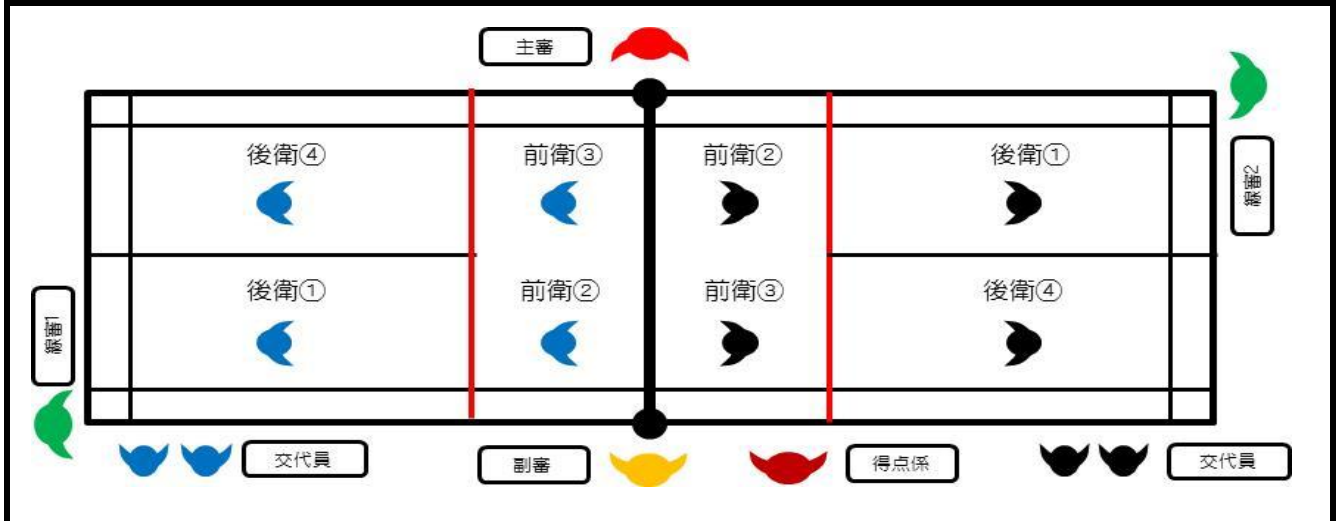 主審
後衛④
前衛③
前衛②
後衛①
線審2
後衛①
前衛②
前衛③
後衛④
線審1
交代員
副審
得点係
交代員